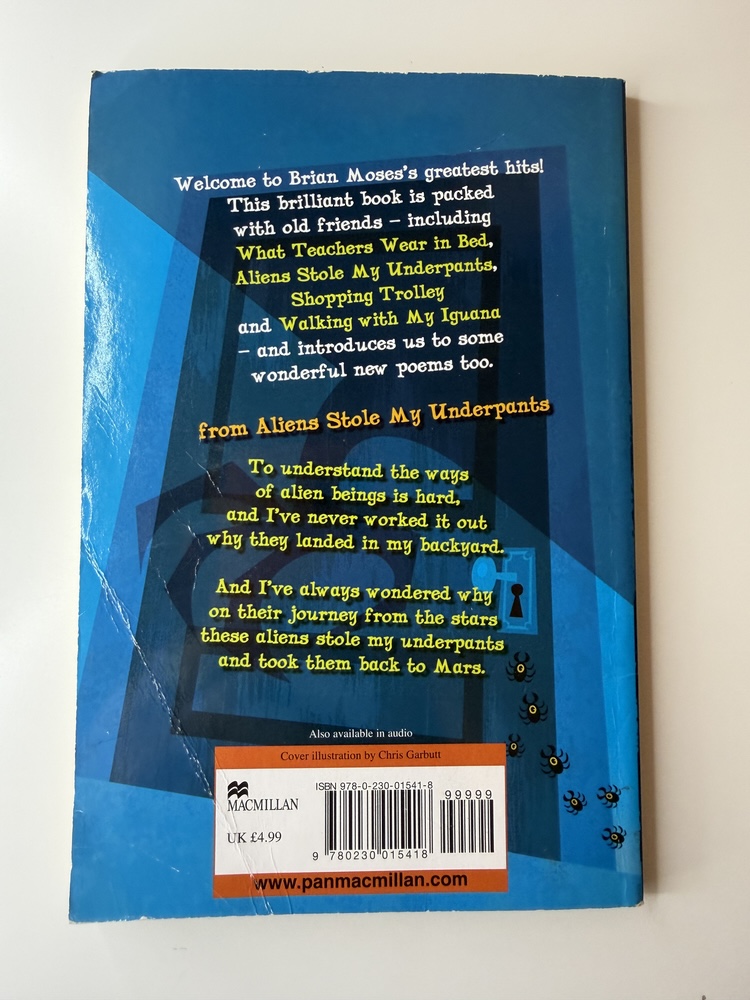 Welcome to Brian Moses's greatest hits!
This brilliant book is packed
with old friends – including
What Teachers Wear in Bed,
Aliens Stole My Underpants,
Shopping Trolley
and Walking with My Iguana
– and introduces us to some
wonderful new poems too.
from Aliens Stole My Underpants
To understand the ways
of alien beings is hard,
and I've never worked it out
why they landed in my backyard.
And I've always wondered why
on their journey from the stars
these aliens stole my underpants
and took them back to Mars.
Also available in audio
Cover illustration by Chris Garbutt
MACMILLAN
UK £4.99
ISBN 978-0-230-01541-8
99999
9 780230 015418
www.panmacmillan.com